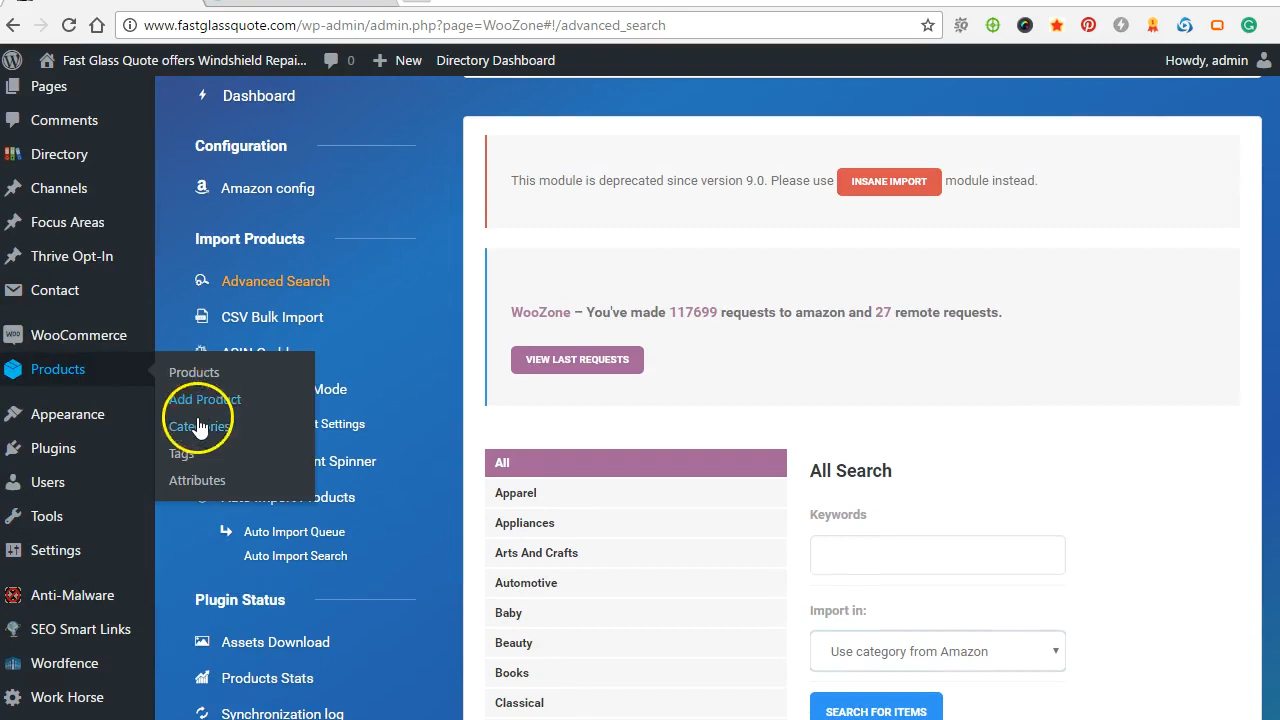 www.fastglassquote.com/wp-admin/admin.php?page=WooZone#!/advanced_search
Fast Glass Quote offers Windshield Repai...
0
New
Directory Dashboard
Howdy, admin
Pages
Comments
Directory
Channels
Focus Areas
Thrive Opt-In
Contact
WOO
WooCommerce
Products
Appearance
Plugins
Users
Tools
Settings
Anti-Malware
SEO Smart Links
Wordfence
Work Horse
Products
Add Product
Categories
Tags
Attributes
Dashboard
Configuration
Amazon config
Import Products
Advanced Search
CSV Bulk Import
Mode
t Settings
nt Spinner
Auto Import Products
Auto Import Queue
Auto Import Search
Plugin Status
Assets Download
Products Stats
Synchronization log
This module is deprecated since version 9.0. Please use INSANE IMPORT module instead.
WooZone – You've made 117699 requests to amazon and 27 remote requests.
VIEW LAST REQUESTS
All
Apparel
Appliances
Arts And Crafts
Automotive
Baby
Beauty
Books
Classical
All Search
Keywords
Import in:
Use category from Amazon
SEARCH FOR ITEMS